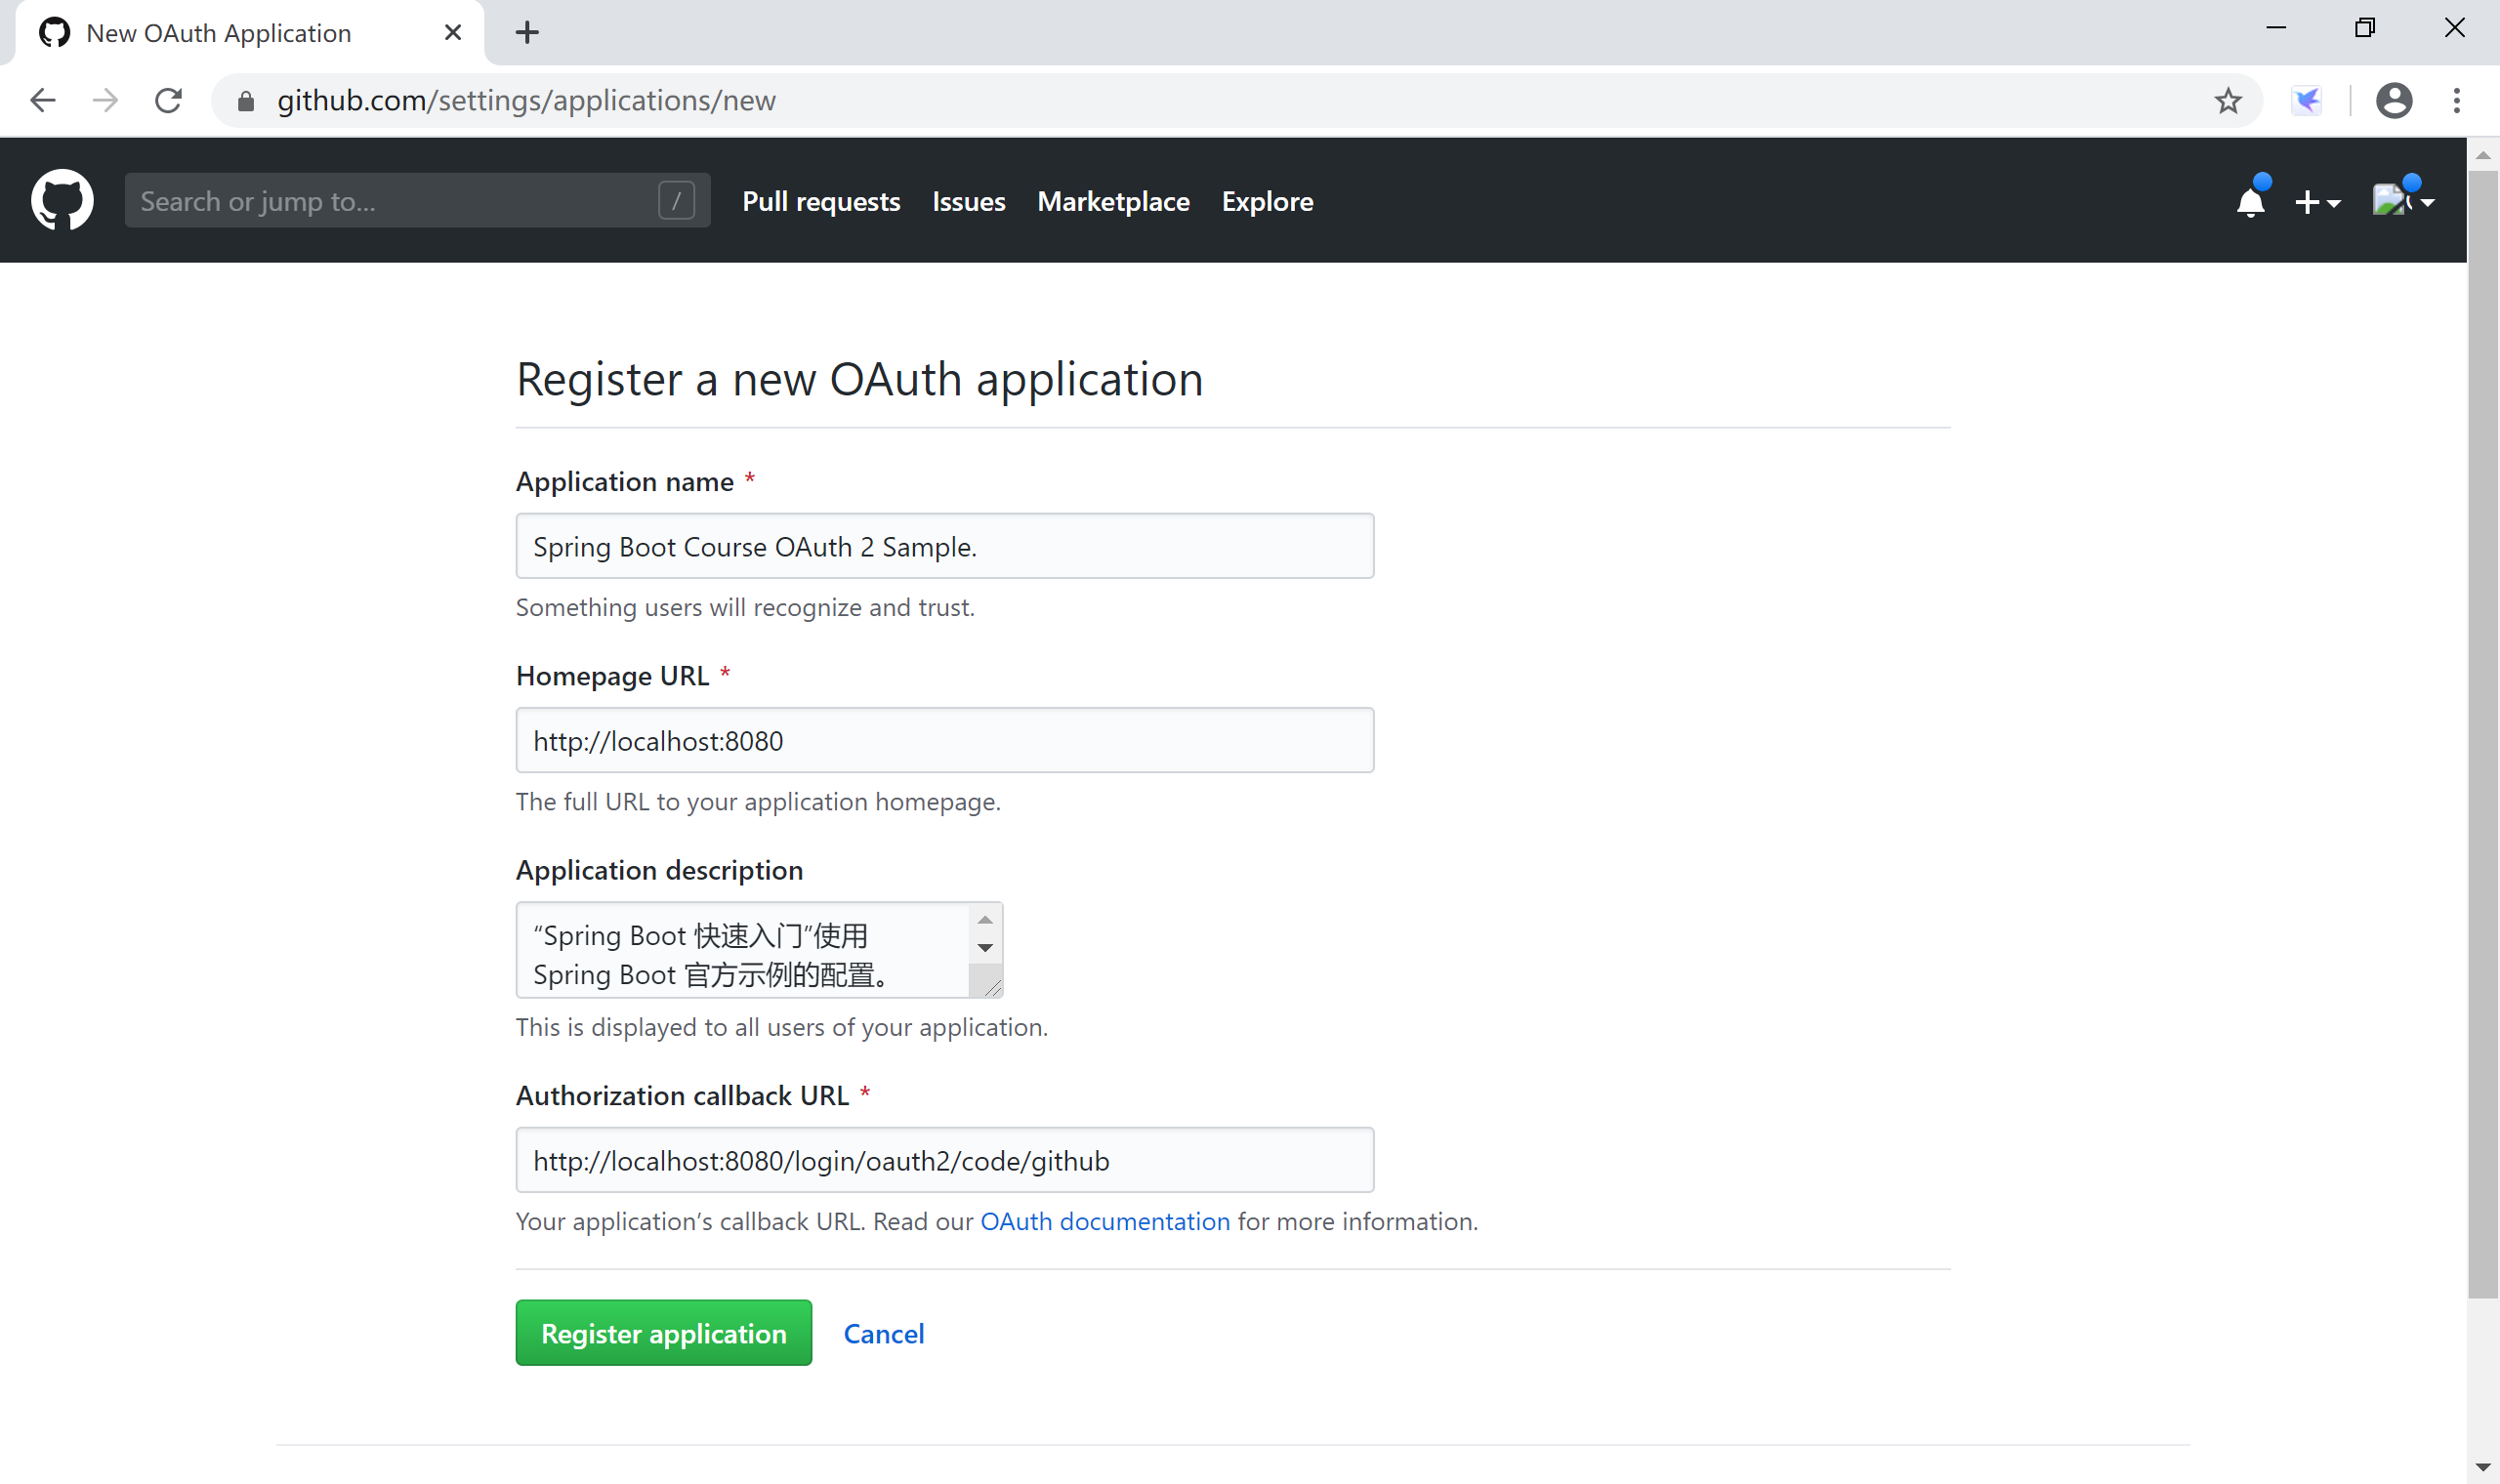 New OAuth Application
github.com/settings/applications/new
Search or jump to... /
Pull requests Issues Marketplace Explore
Register a new OAuth application
Application name *
Spring Boot Course OAuth 2 Sample.
Something users will recognize and trust.
Homepage URL *
http://localhost:8080
The full URL to your application homepage.
Application description
“Spring Boot 快速入门”使用
Spring Boot 官方示例的配置。
This is displayed to all users of your application.
Authorization callback URL *
http://localhost:8080/login/oauth2/code/github
Your application’s callback URL. Read our OAuth documentation for more information.
Register application Cancel